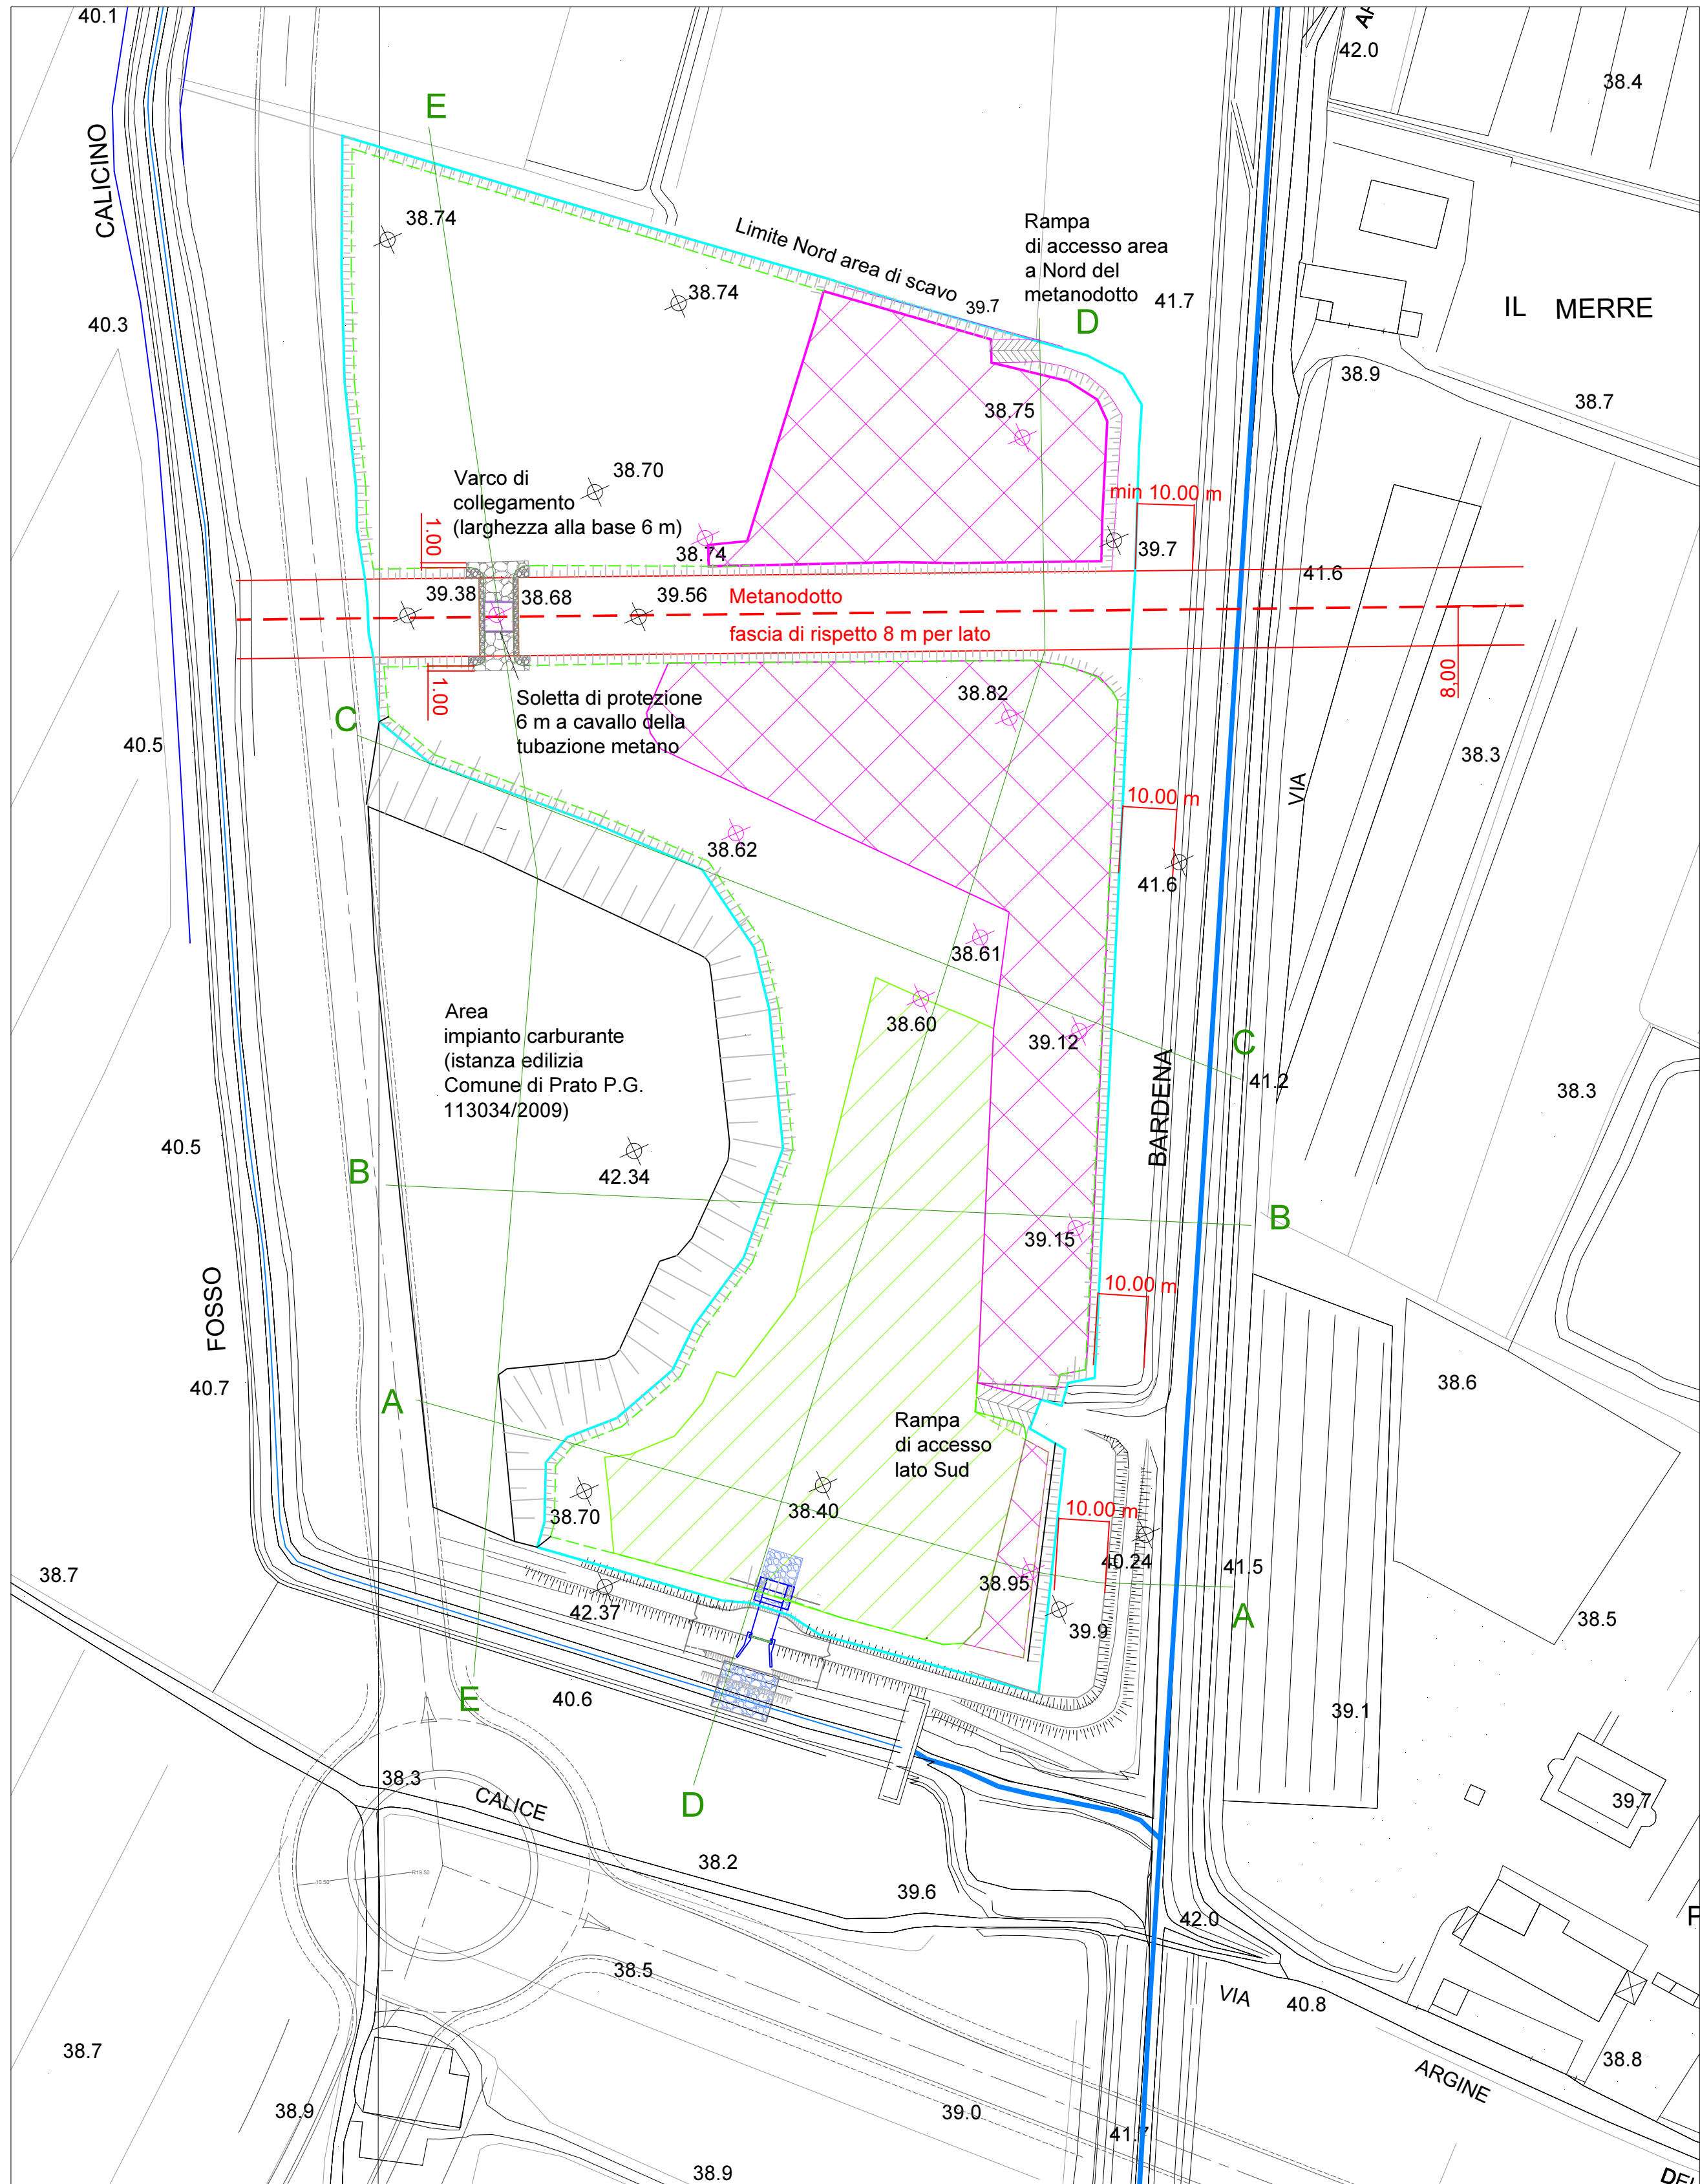 40.1
42.0
38.4
E
CALICINO
38.74
38.74
Limite Nord area di scavo
39.7
Rampa
di accesso area
a Nord del
metanodotto
41.7
D
IL MERRE
40.3
38.9
38.7
38.75
38.70
Varco di
collegamento
(larghezza alla base 6 m)
1.00
38.74
min 10.00 m
39.7
41.6
39.38
38.68
39.56
Metanodotto
fascia di rispetto 8 m per lato
8,00
1.00
Soletta di protezione
6 m a cavallo della
tubazione metano
38.82
C
40.5
38.3
VIA
10.00 m
38.62
41.6
38.61
38.60
39.12
C
41.2
Area
impianto carburante
(istanza edilizia
Comune di Prato P.G.
113034/2009)
BARDENA
38.3
40.5
42.34
B
B
39.15
10.00 m
FOSSO
40.7
A
38.6
Rampa
di accesso
lato Sud
38.70
38.40
10.00 m
40.24
41.5
38.7
42.37
38.95
39.9
A
38.5
E
40.6
39.1
38.3
CALICE
D
39.7
10.50
R19.50
38.2
39.6
42.0
38.5
VIA
40.8
38.7
38.8
ARGINE
38.9
39.0
41.7
38.9